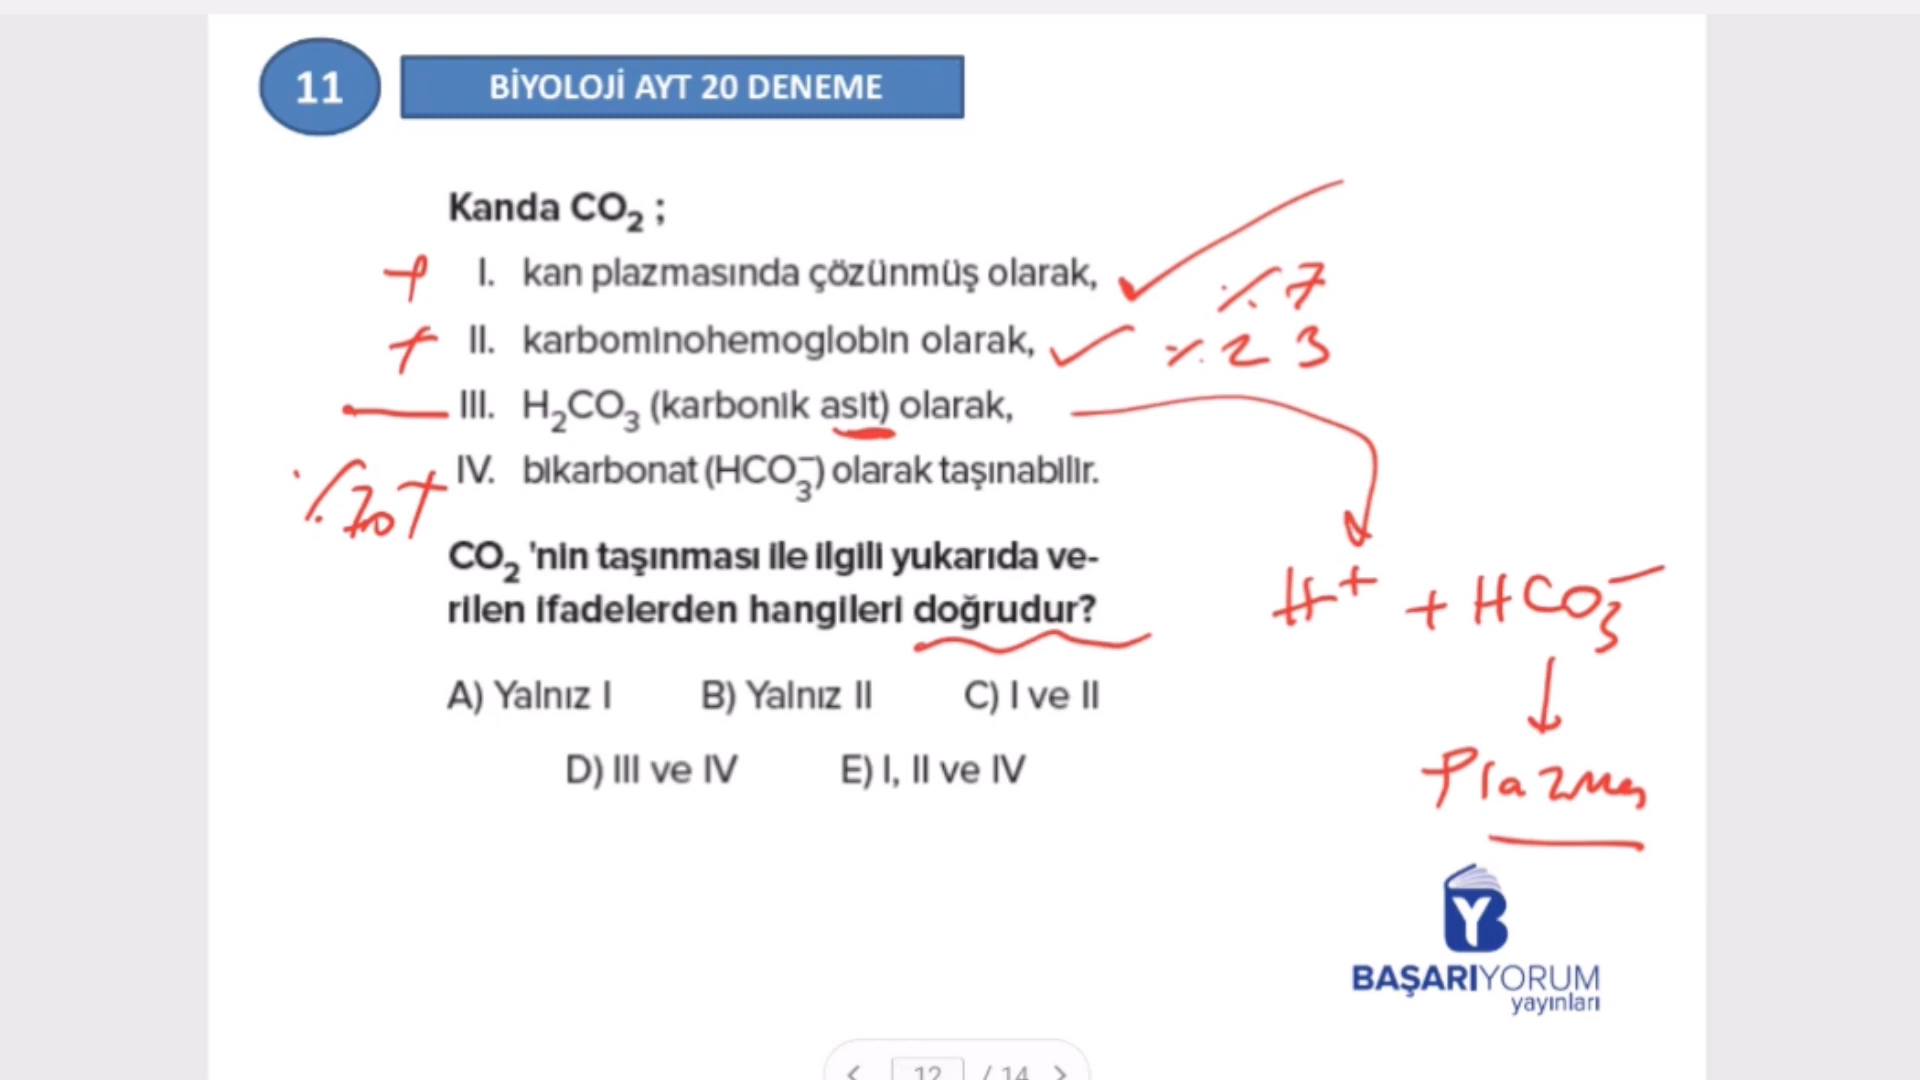 11
BİYOLOJİ AYT 20 DENEME
Kanda CO₂ ;
+ I. kan plazmasında çözünmüş olarak, ✓ % 7
+ II. karbominohemoglobin olarak, ✓ % 23
— III. H₂CO₃ (karbonik asit) olarak,
% 70 + IV. bikarbonat (HCO₃⁻) olarak taşınabilir.
CO₂ 'nin taşınması ile ilgili yukarıda ve-
rilen ifadelerden hangileri doğrudur?
H⁺ + HCO₃⁻
A) Yalnız I B) Yalnız II C) I ve II
D) III ve IV E) I, II ve IV
Plazma
BAŞARIYORUM
yayınları
12 / 14